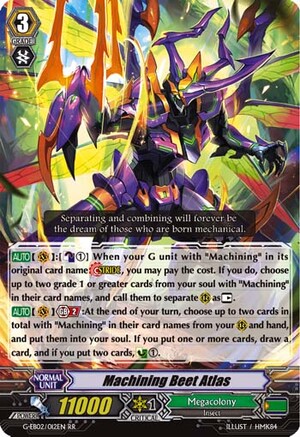 3
GRADE
Separating and combining will forever be
the dream of those who are born mechanical.
AUTO :[①] When your G unit with "Machining" in its
original card name STRIDE, you may pay the cost. If you do, choose
up to two grade 1 or greater cards from your soul with "Machining"
in their card names, and call them to separate as .
AUTO GB 2 :At the end of your turn, choose up to two cards in
total with "Machining" in their card names from your and hand,
and put them into your soul. If you put one or more cards, draw a
card, and if you put two cards, .
NORMAL
UNIT
Machining Beet Atlas
POWER
11000
1
CRITICAL
Megacolony
Insect
G-EB02/012EN RR
ILLUST / HMK84